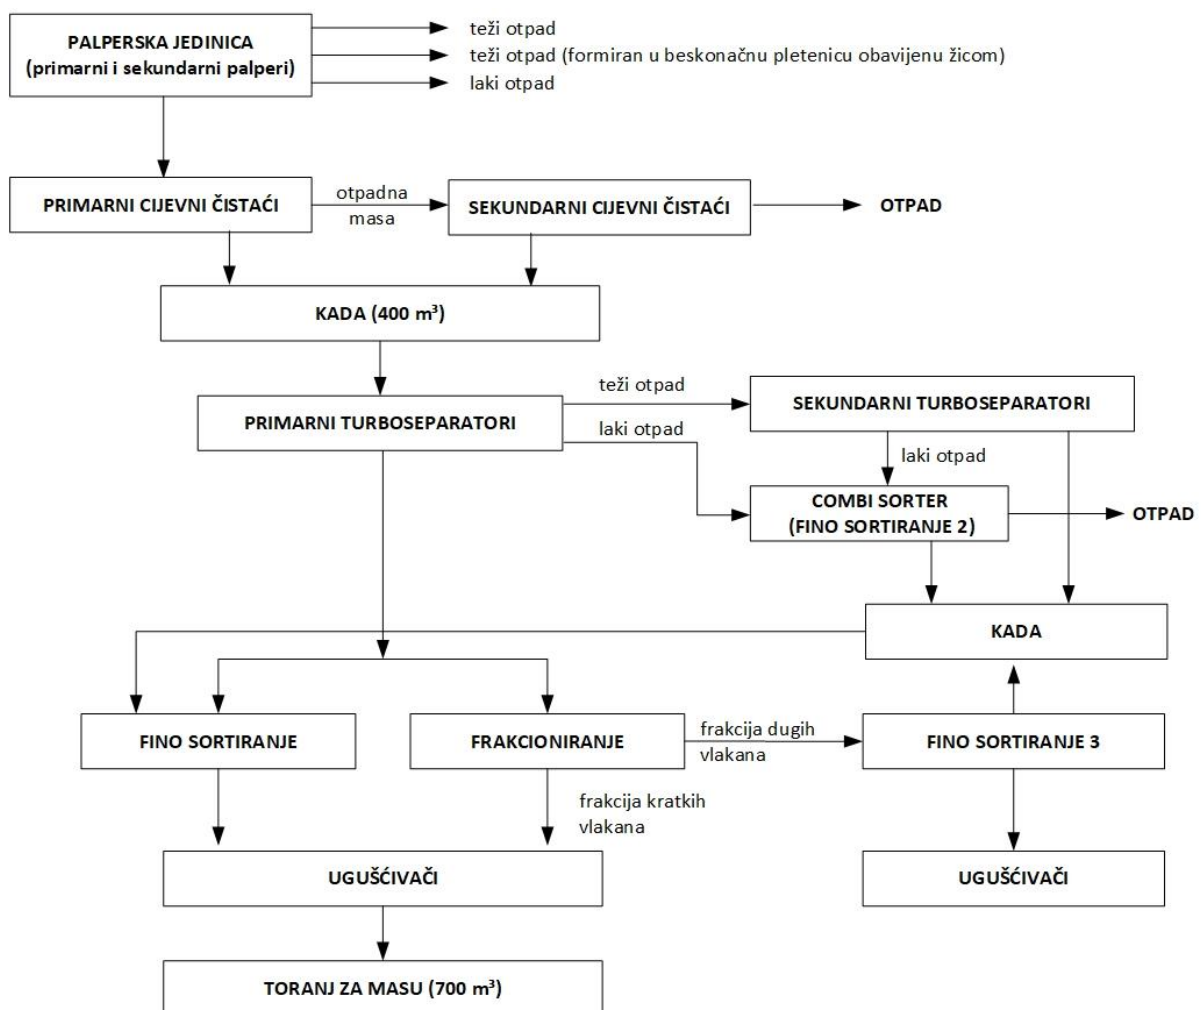 PALPERSKA JEDINICA
(primarni i sekundarni palperi)
teži otpad
teži otpad (formiran u beskonačnu pletenicu obavijenu žicom)
laki otpad
PRIMARNI CIJEVNI ČISTAĆI
otpadna
masa
SEKUNDARNI CIJEVNI ČISTAĆI
OTPAD
KADA (400 m³)
PRIMARNI TURBOSEPARATORI
teži otpad
laki otpad
SEKUNDARNI TURBOSEPARATORI
laki otpad
COMBI SORTER
(FINO SORTIRANJE 2)
OTPAD
KADA
FINO SORTIRANJE
FRAKCIONIRANJE
frakcija dugih
vlakana
FINO SORTIRANJE 3
frakcija kratkih
vlakana
UGUŠĆIVAČI
UGUŠĆIVAČI
TORANJ ZA MASU (700 m³)